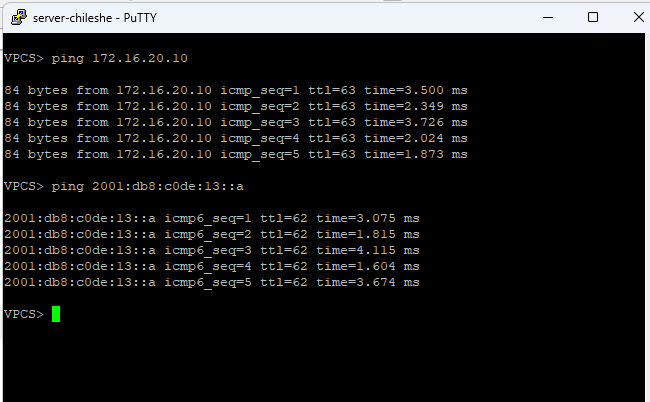 server-chileshe - PuTTY
VPCS> ping 172.16.20.10
84 bytes from 172.16.20.10 icmp_seq=1 ttl=63 time=3.500 ms
84 bytes from 172.16.20.10 icmp_seq=2 ttl=63 time=2.349 ms
84 bytes from 172.16.20.10 icmp_seq=3 ttl=63 time=3.726 ms
84 bytes from 172.16.20.10 icmp_seq=4 ttl=63 time=2.024 ms
84 bytes from 172.16.20.10 icmp_seq=5 ttl=63 time=1.873 ms
VPCS> ping 2001:db8:c0de:13::a
2001:db8:c0de:13::a icmp6_seq=1 ttl=62 time=3.075 ms
2001:db8:c0de:13::a icmp6_seq=2 ttl=62 time=1.815 ms
2001:db8:c0de:13::a icmp6_seq=3 ttl=62 time=4.115 ms
2001:db8:c0de:13::a icmp6_seq=4 ttl=62 time=1.604 ms
2001:db8:c0de:13::a icmp6_seq=5 ttl=62 time=3.674 ms
VPCS>